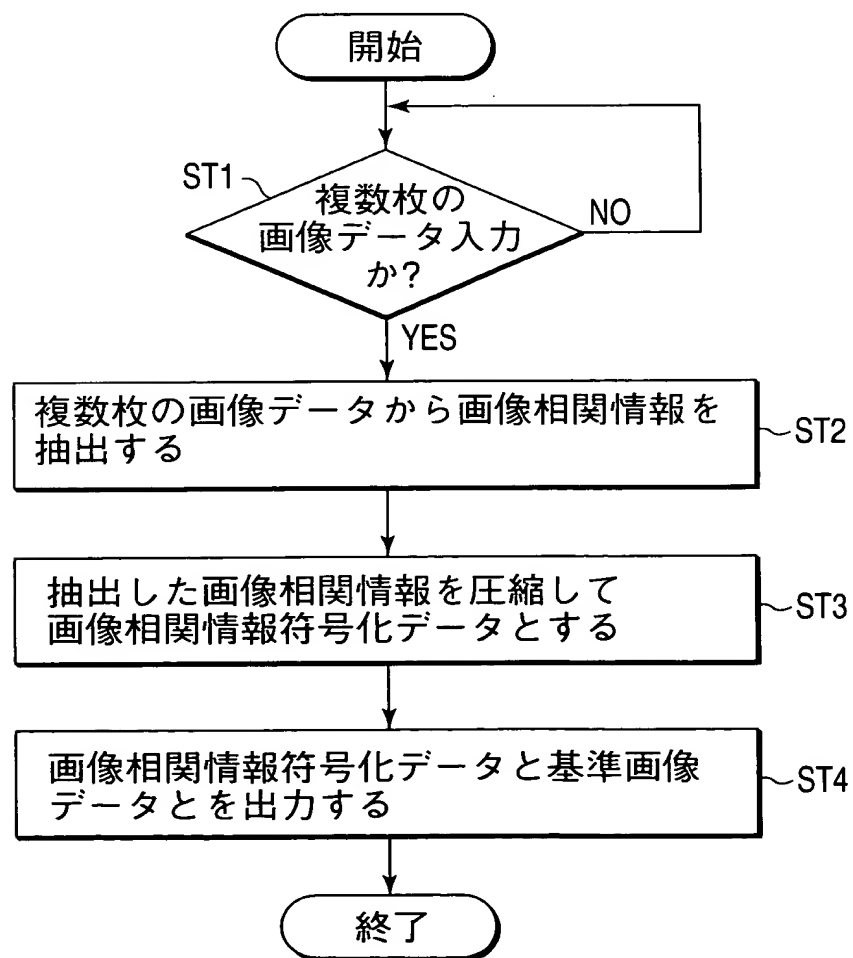 開始
ST1
複数枚の
画像データ入力
か?
NO
YES
複数枚の画像データから画像相関情報を
抽出する
ST2
抽出した画像相関情報を圧縮して
画像相関情報符号化データとする
ST3
画像相関情報符号化データと基準画像
データとを出力する
ST4
終了